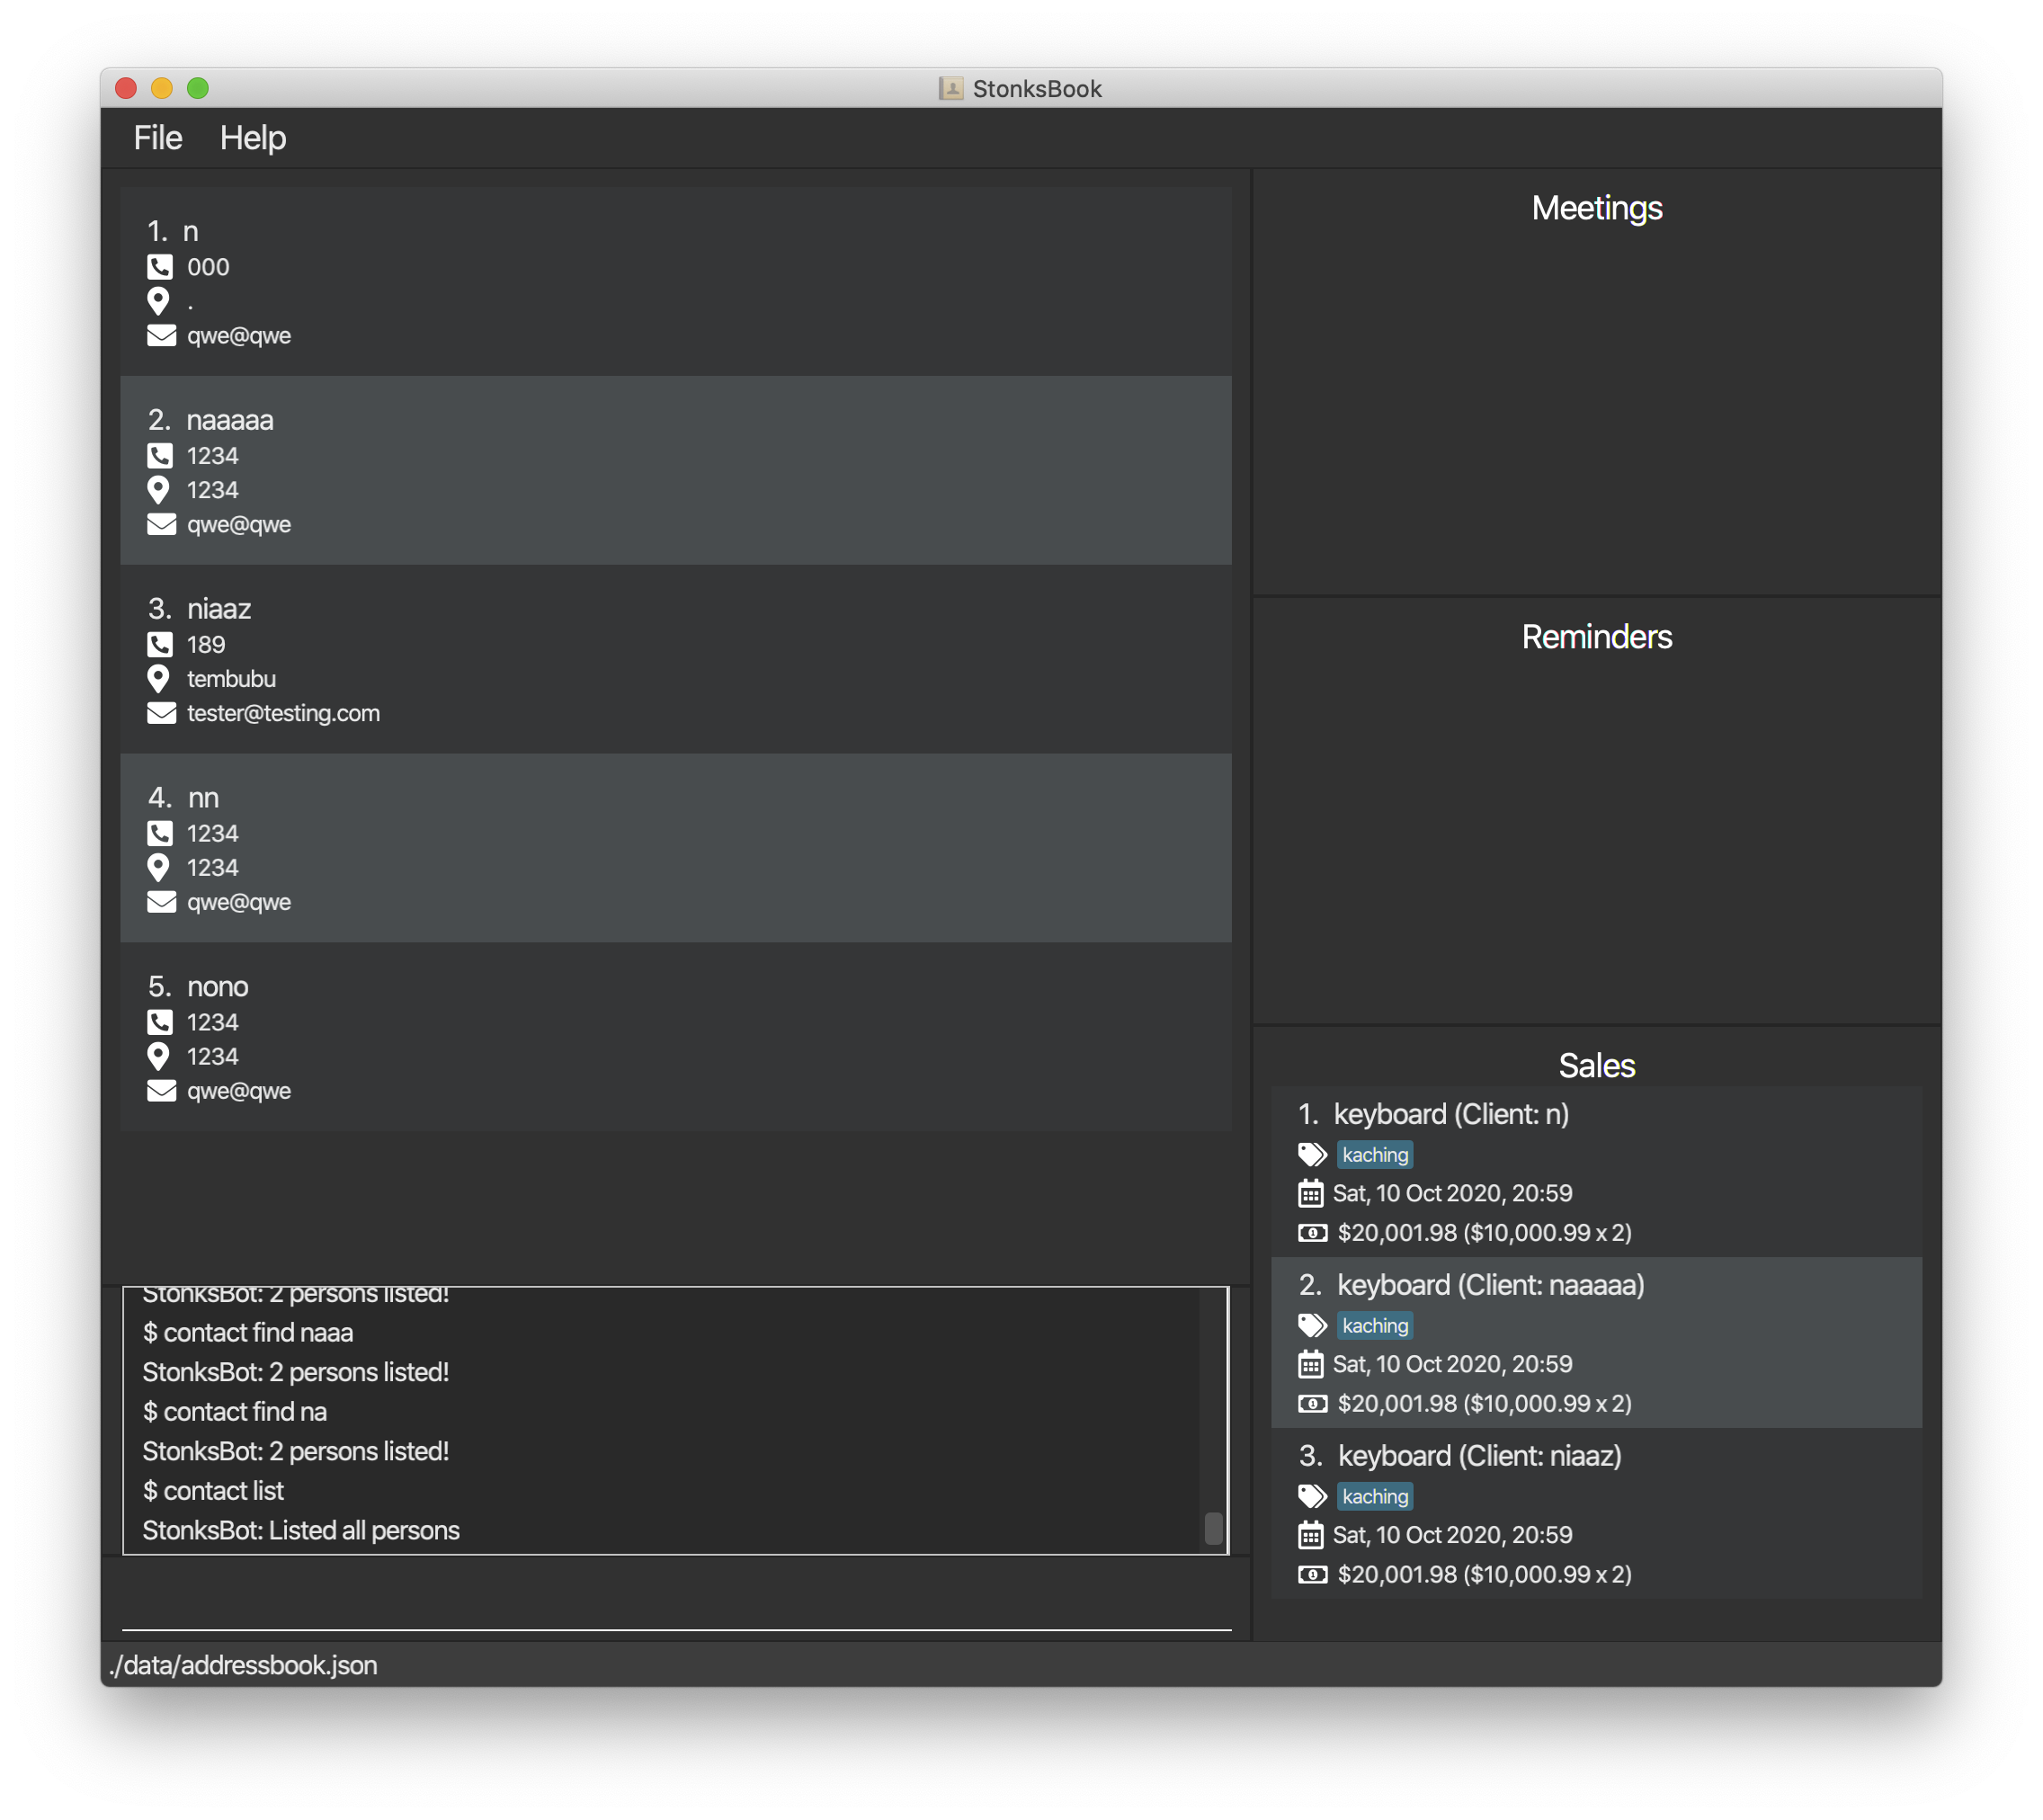 StonksBook
File Help
1. n
000
.
qwe@qwe
2. naaaaa
1234
1234
qwe@qwe
3. niaaz
189
tembubu
tester@testing.com
4. nn
1234
1234
qwe@qwe
5. nono
1234
1234
qwe@qwe
StonksBot: 2 persons listed!
$ contact find naaa
StonksBot: 2 persons listed!
$ contact find na
StonksBot: 2 persons listed!
$ contact list
StonksBot: Listed all persons
Meetings
Reminders
Sales
1. keyboard (Client: n)
kaching
Sat, 10 Oct 2020, 20:59
$20,001.98 ($10,000.99 x 2)
2. keyboard (Client: naaaaa)
kaching
Sat, 10 Oct 2020, 20:59
$20,001.98 ($10,000.99 x 2)
3. keyboard (Client: niaaz)
kaching
Sat, 10 Oct 2020, 20:59
$20,001.98 ($10,000.99 x 2)
./data/addressbook.json